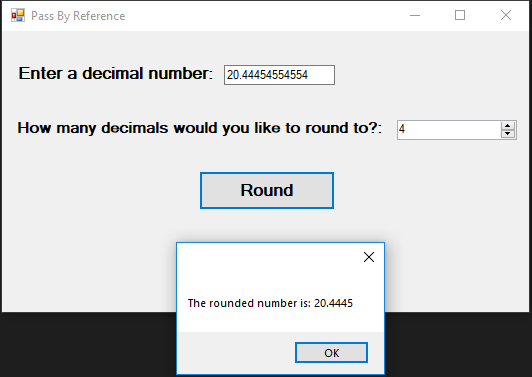 Pass By Reference
Enter a decimal number: 20.44454554554
How many decimals would you like to round to?: 4
Round
The rounded number is: 20.4445
OK